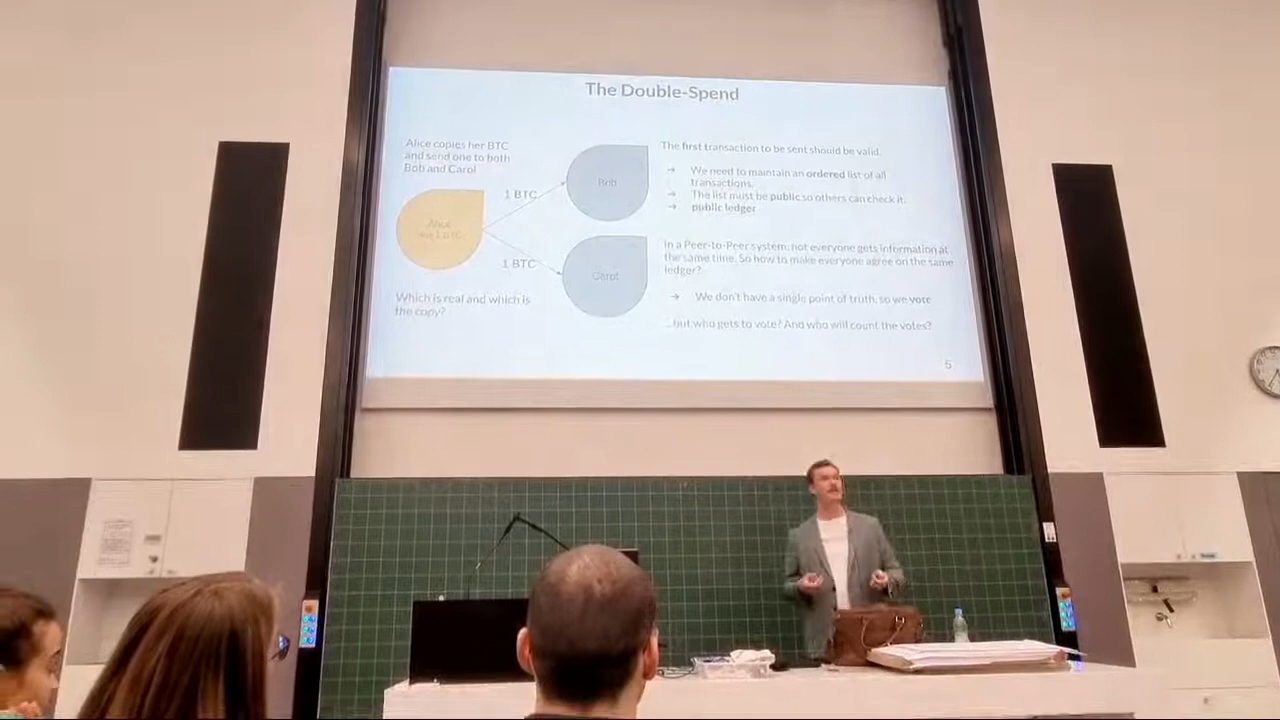 The Double-Spend
Alice copies her BTC
and send one to both
Bob and Carol
Alice
1 BTC
1 BTC
Bob
Carol
Which is real and which is
the copy?
The first transaction to be sent should be valid.
→ We need to maintain an ordered list of all
transactions.
→ The list must be public so others can check it.
→ public ledger
In a Peer-to-Peer system, not everyone gets information at
the same time. So how to make everyone agree on the same
ledger?
→ We don't have a single point of truth, so we vote
...but who gets to vote? And who will count the votes?
5